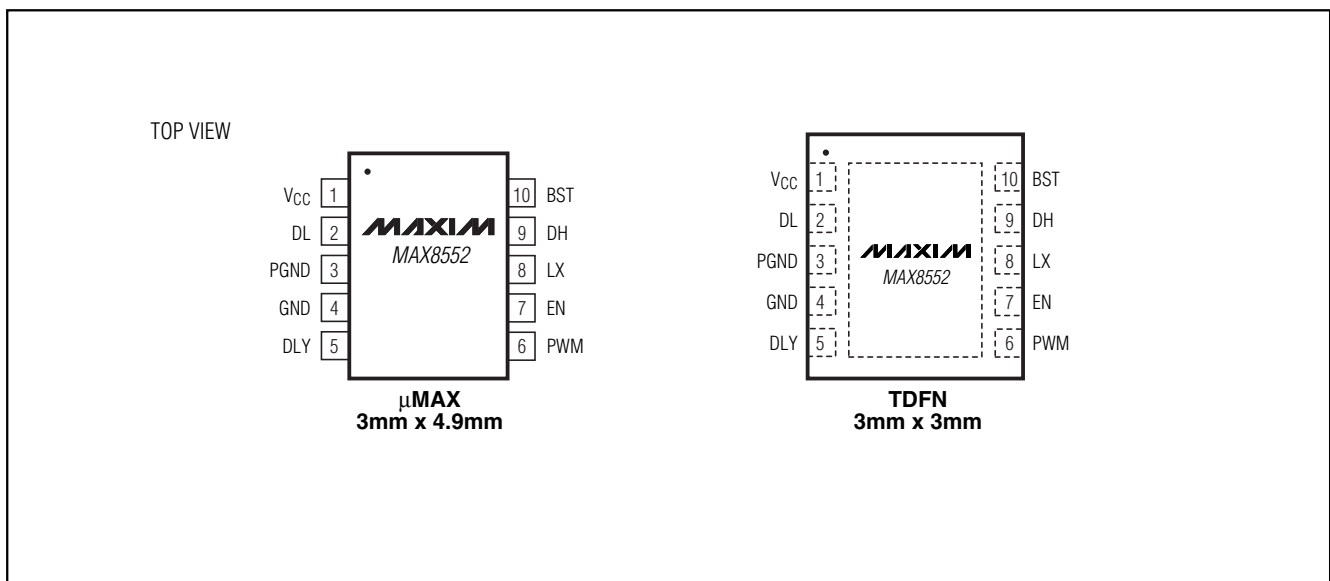 TOP VIEW
VCC 1
DL 2
PGND 3
GND 4
DLY 5
MAXIM
MAX8552
10 BST
9 DH
8 LX
7 EN
6 PWM
µMAX
3mm x 4.9mm
VCC 1
DL 2
PGND 3
GND 4
DLY 5
MAXIM
MAX8552
10 BST
9 DH
8 LX
7 EN
6 PWM
TDFN
3mm x 3mm